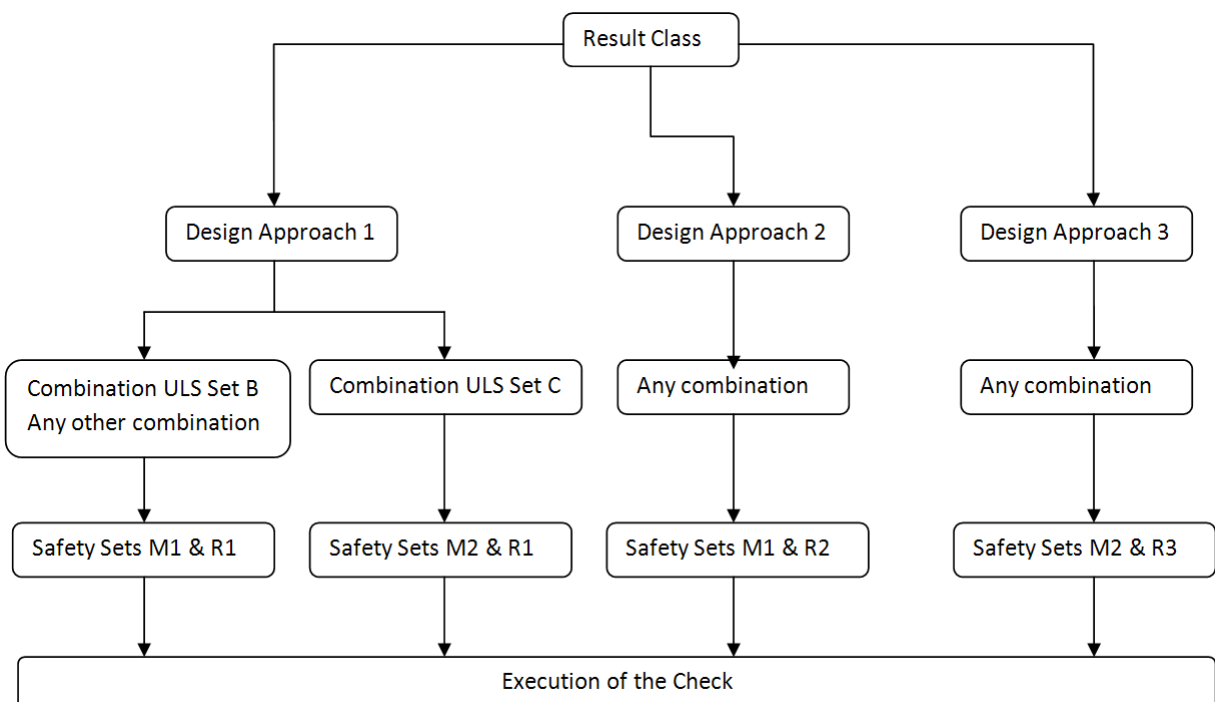 Result Class
Design Approach 1
Design Approach 2
Design Approach 3
Combination ULS Set B
Any other combination
Combination ULS Set C
Any combination
Any combination
Safety Sets M1 & R1
Safety Sets M2 & R1
Safety Sets M1 & R2
Safety Sets M2 & R3
Execution of the Check